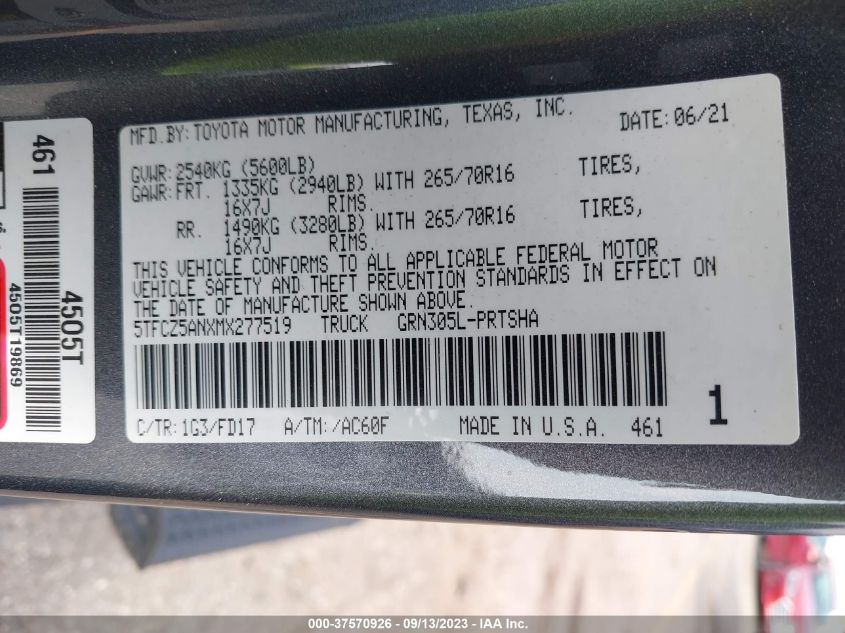 MFD.BY:TOYOTA MOTOR MANUFACTURING, TEXAS, INC.
DATE:06/21
GVWR:2540KG (5600LB)
GAWR:FRT. 1335KG (2940LB) WITH 265/70R16 TIRES,
16X7J RIMS.
RR. 1490KG (3280LB) WITH 265/70R16 TIRES,
16X7J RIMS.
THIS VEHICLE CONFORMS TO ALL APPLICABLE FEDERAL MOTOR
VEHICLE SAFETY AND THEFT PREVENTION STANDARDS IN EFFECT ON
THE DATE OF MANUFACTURE SHOWN ABOVE.
5TFCZ5ANXMX277519 TRUCK GRN305L-PRTSHA
C/TR:1G3/FD17 A/TM:/AC60F MADE IN U.S.A. 461
1
461
4505T
4505T19869
000-37570926 - 09/13/2023 - IAA Inc.